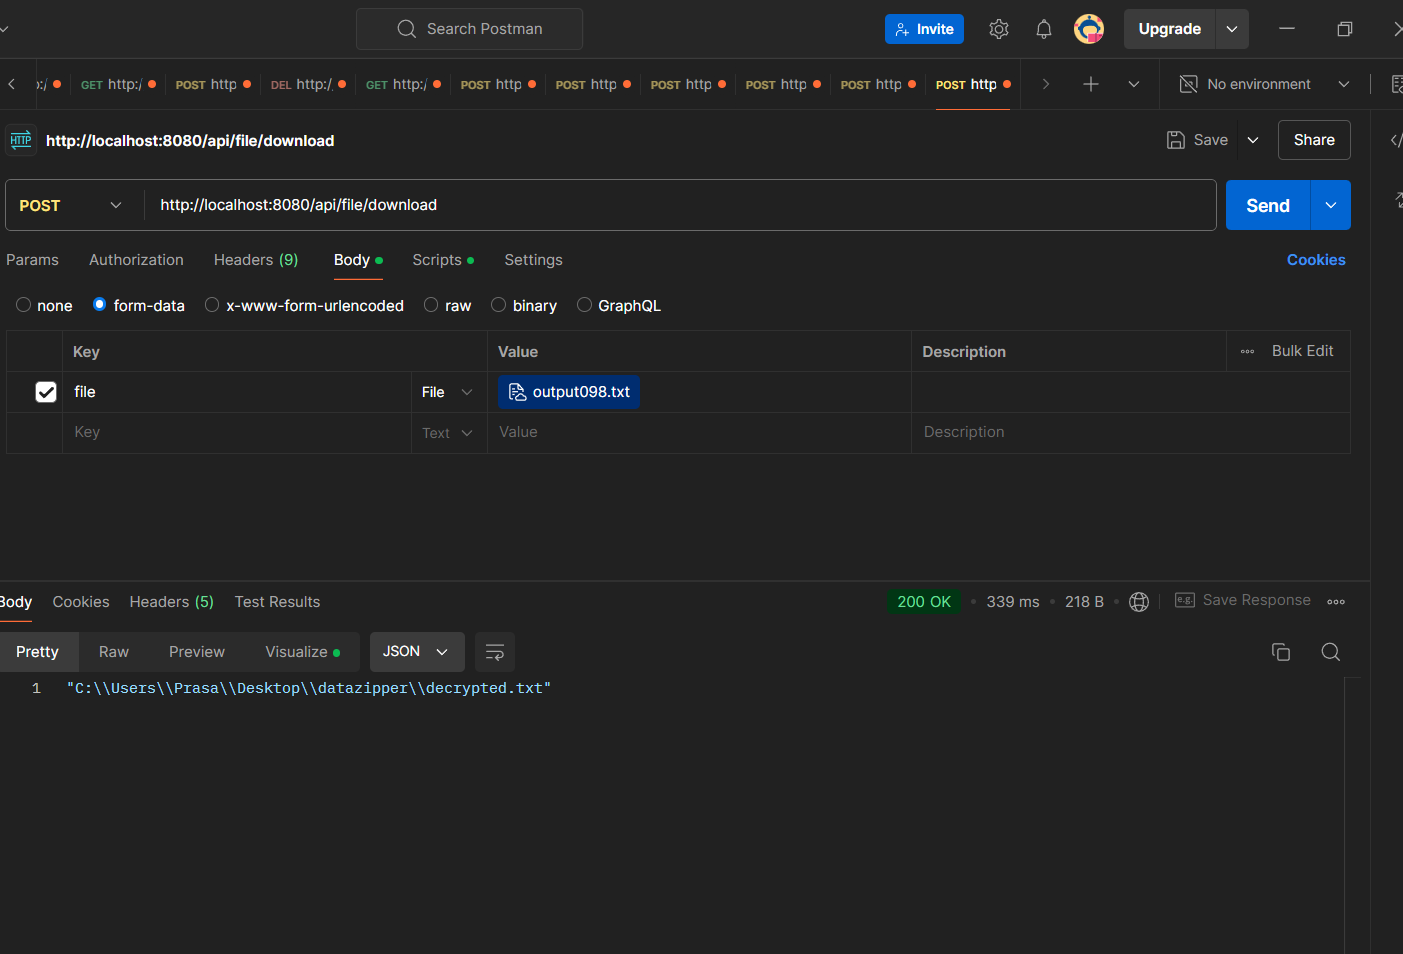 Search Postman
Invite
Upgrade
GET http:/
POST http
DEL http:/
GET http:/
POST http
POST http
POST http
POST http
POST http
POST http
No environment
HTTP http://localhost:8080/api/file/download
Save
Share
POST
http://localhost:8080/api/file/download
Send
Params
Authorization
Headers (9)
Body
Scripts
Settings
Cookies
none
form-data
x-www-form-urlencoded
raw
binary
GraphQL
Key
Value
Description
Bulk Edit
file
File
output098.txt
Key
Text
Value
Description
Body
Cookies
Headers (5)
Test Results
200 OK
339 ms
218 B
e.g. Save Response
Pretty
Raw
Preview
Visualize
JSON
1 "C:\\Users\\Prasa\\Desktop\\datazipper\\decrypted.txt"